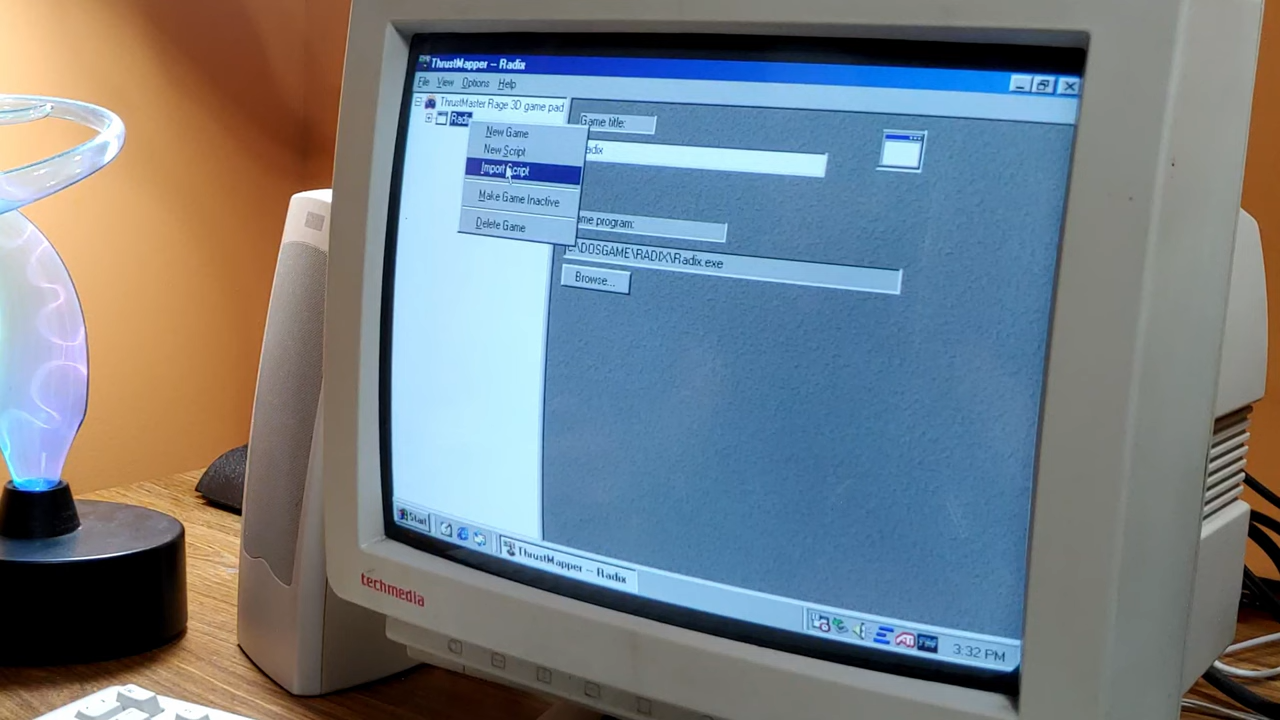 ThrustMapper -- Radix
File View Options Help
ThrustMaster Rage 3D game pad
Radix
New Game
New Script
Import Script
Make Game Inactive
Delete Game
Game title:
adix
me program:
C:\DOSGAME\RADIX\Radix.exe
Browse...
Start
ThrustMapper -- Radix
ATI
3:32 PM
techmedia